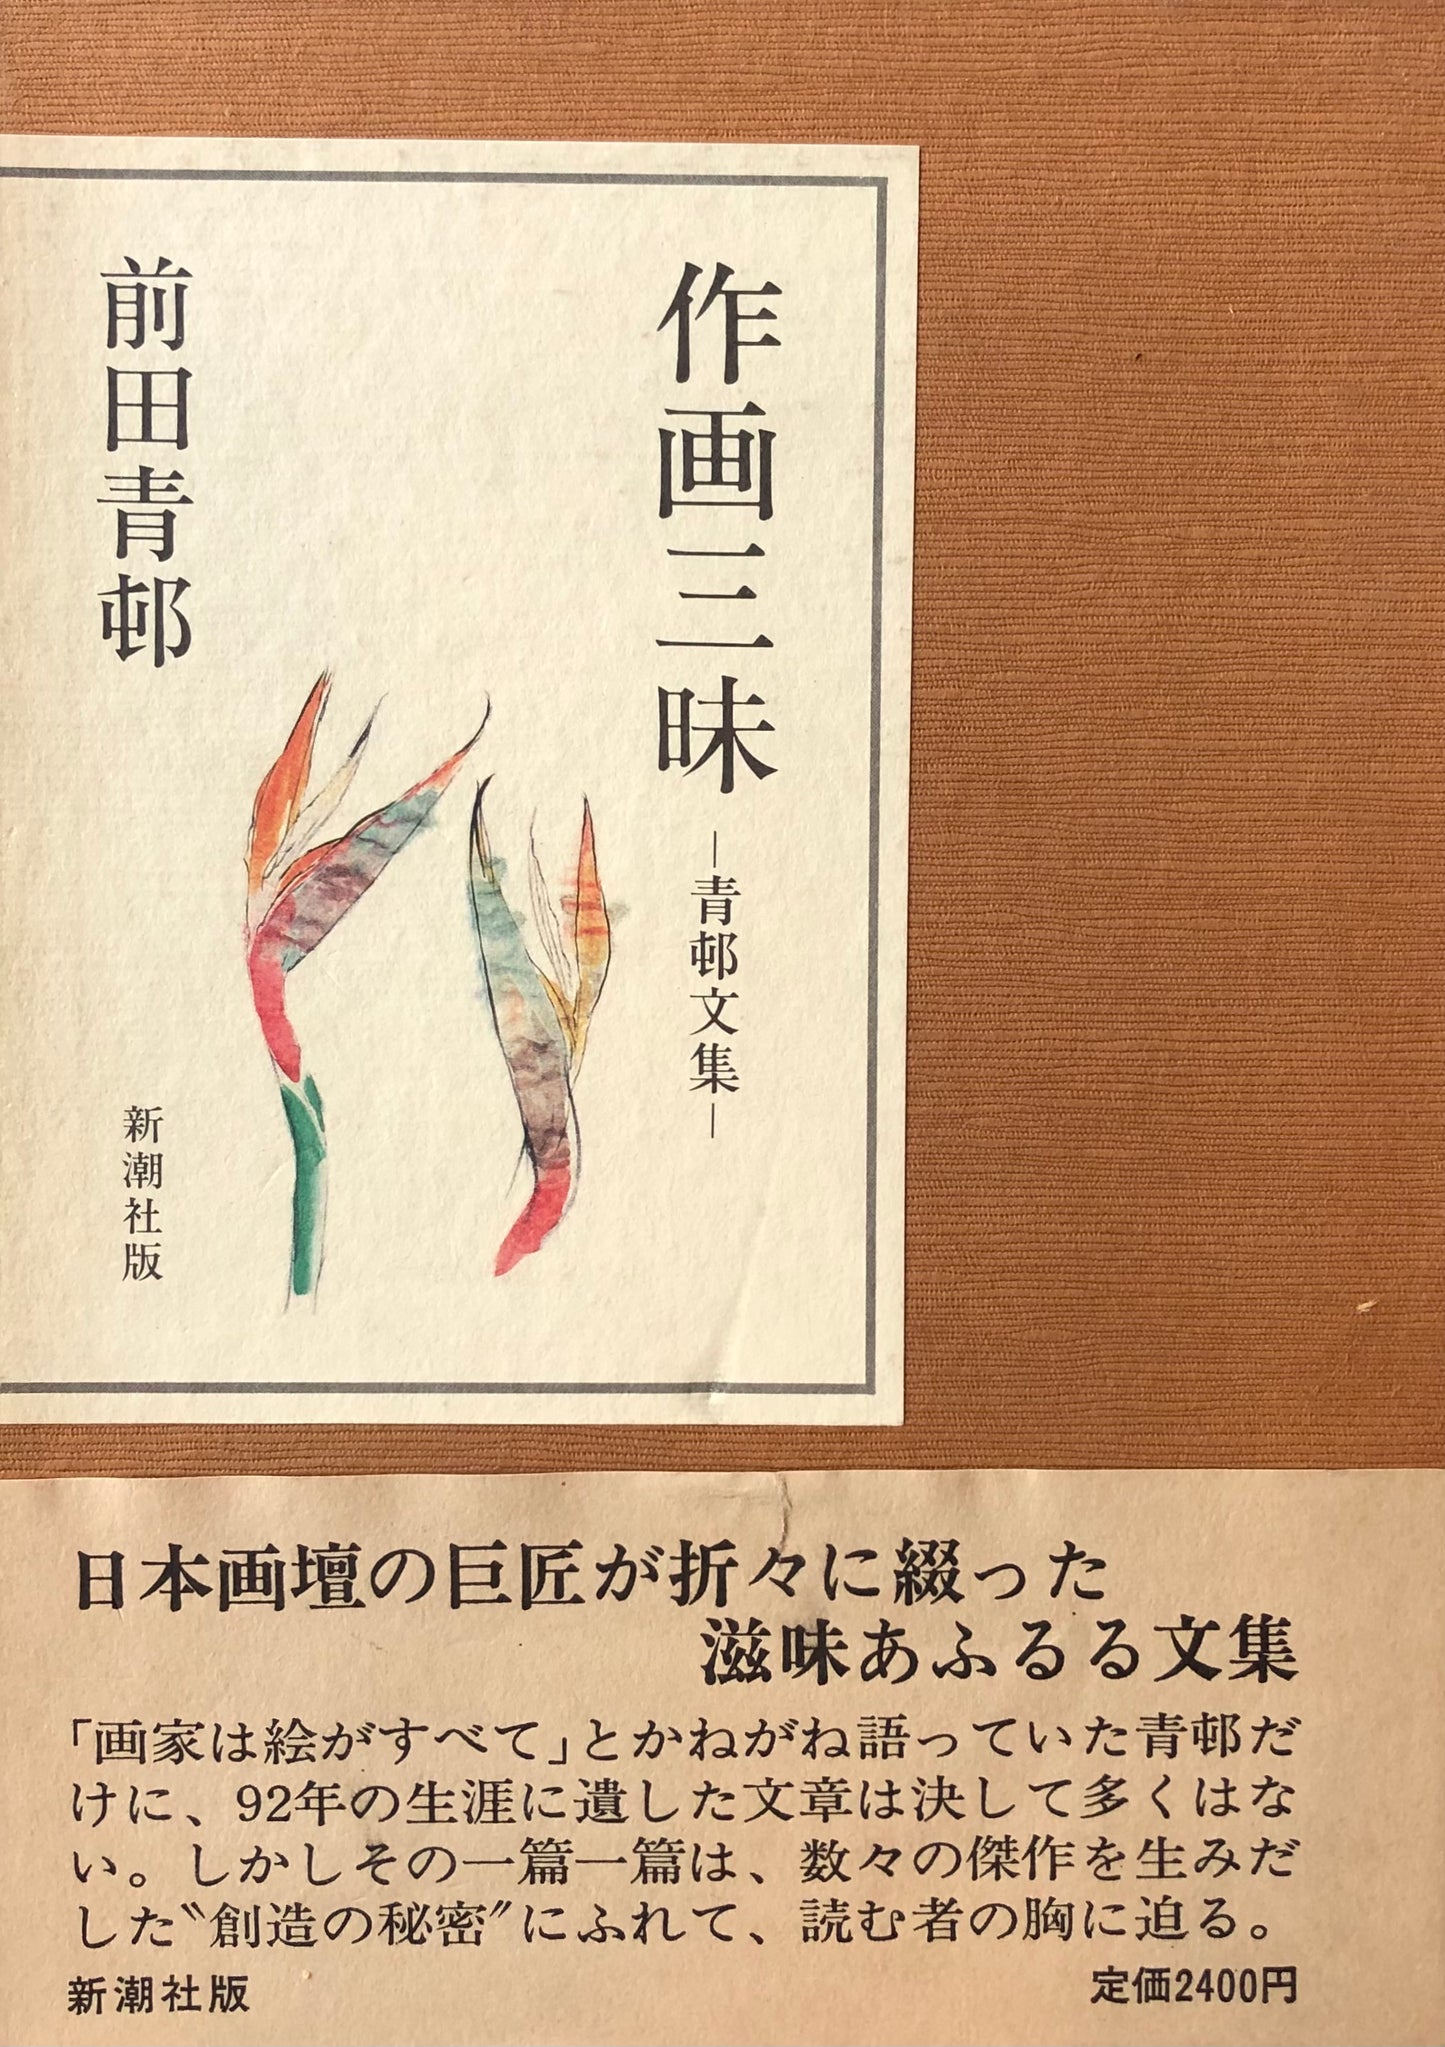 作画三昧
―青邨文集―
前田青邨
新潮社版
日本画壇の巨匠が折々に綴った
滋味あふるる文集
「画家は絵がすべて」とかねがね語っていた青邨だ
けに、92年の生涯に遺した文章は決して多くはな
い。しかしその一篇一篇は、数々の傑作を生みだ
した〝創造の秘密〟にふれて、読む者の胸に迫る。
新潮社版
定価2400円